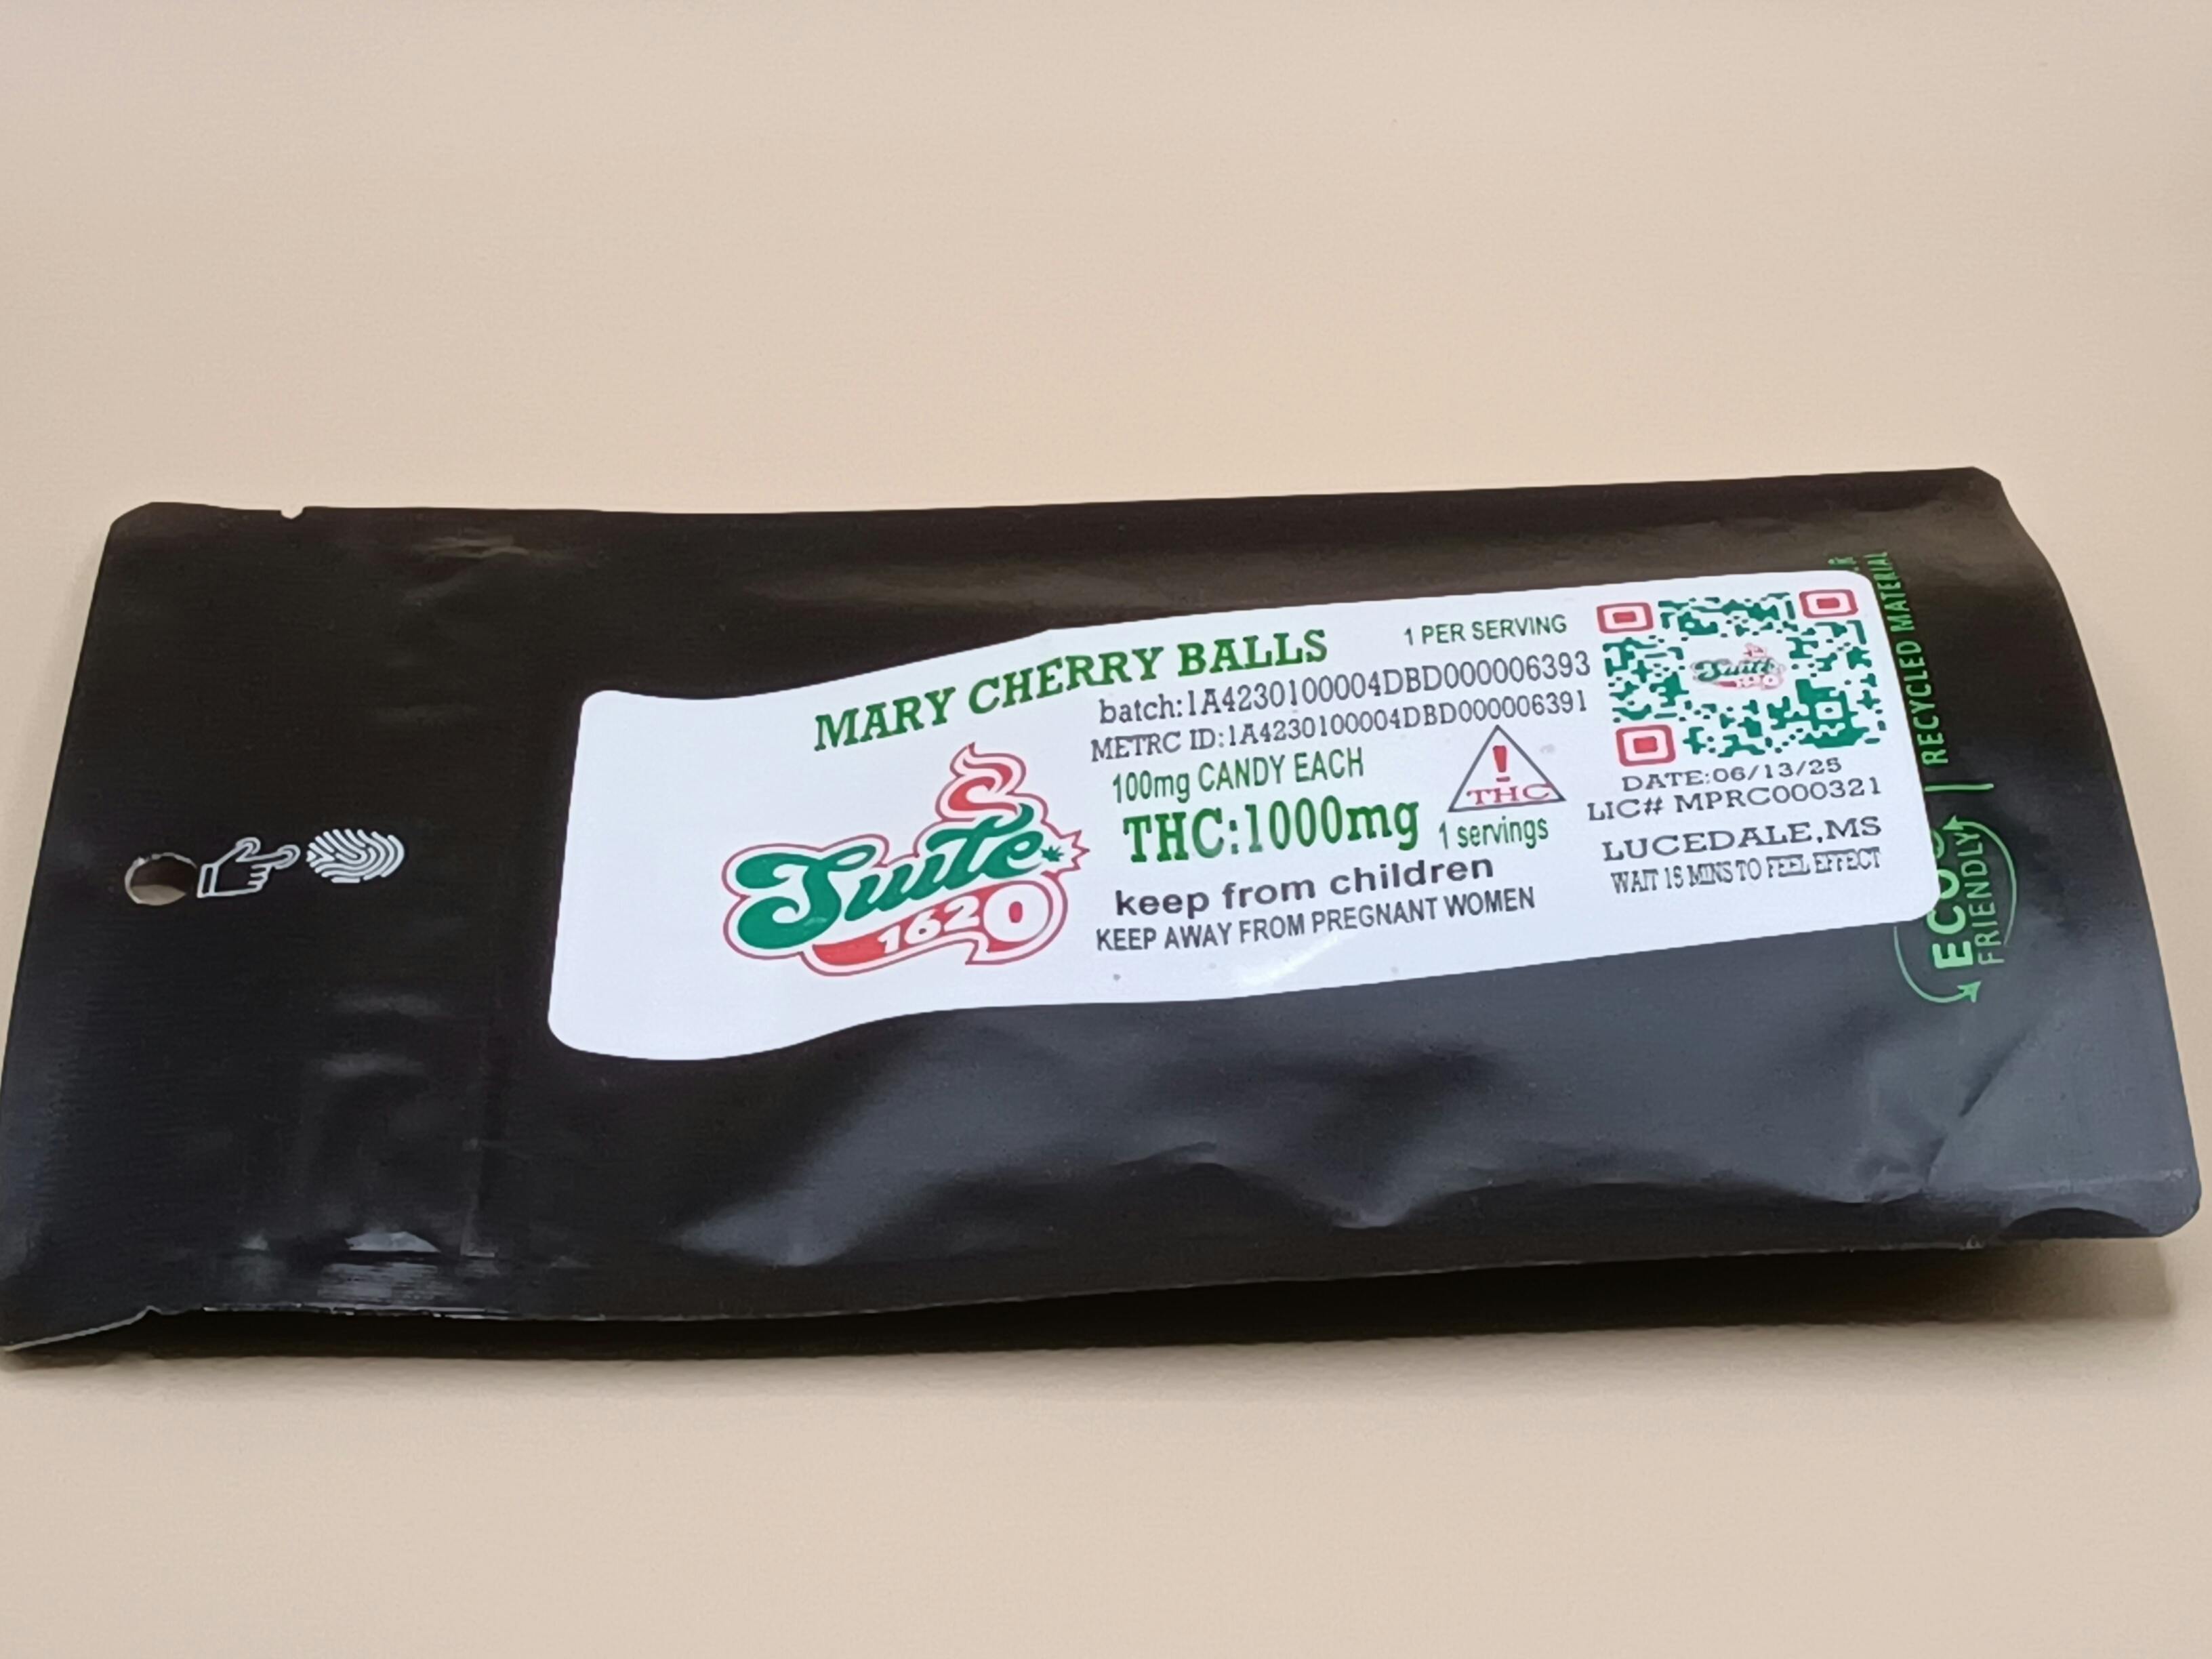 MARY CHERRY BALLS
1 PER SERVING
batch:1A4230100004DBD000006393
METRC ID:1A4230100004DBD000006391
100mg CANDY EACH
THC:1000mg
! THC
1 servings
keep from children
KEEP AWAY FROM PREGNANT WOMEN
Suite
1620
Suite
DATE:06/13/25
LIC# MPRC000321
LUCEDALE,MS
WAIT 15 MINS TO FEEL EFFECT
RECYCLED MATERIAL
FRIENDLY